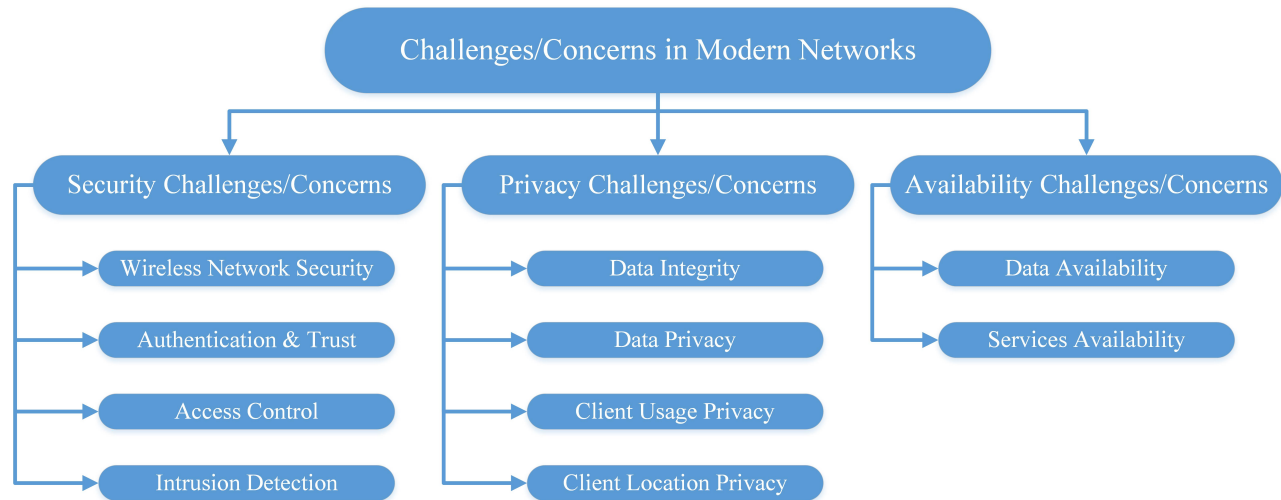 Challenges/Concerns in Modern Networks
Security Challenges/Concerns
Wireless Network Security
Authentication & Trust
Access Control
Intrusion Detection
Privacy Challenges/Concerns
Data Integrity
Data Privacy
Client Usage Privacy
Client Location Privacy
Availability Challenges/Concerns
Data Availability
Services Availability